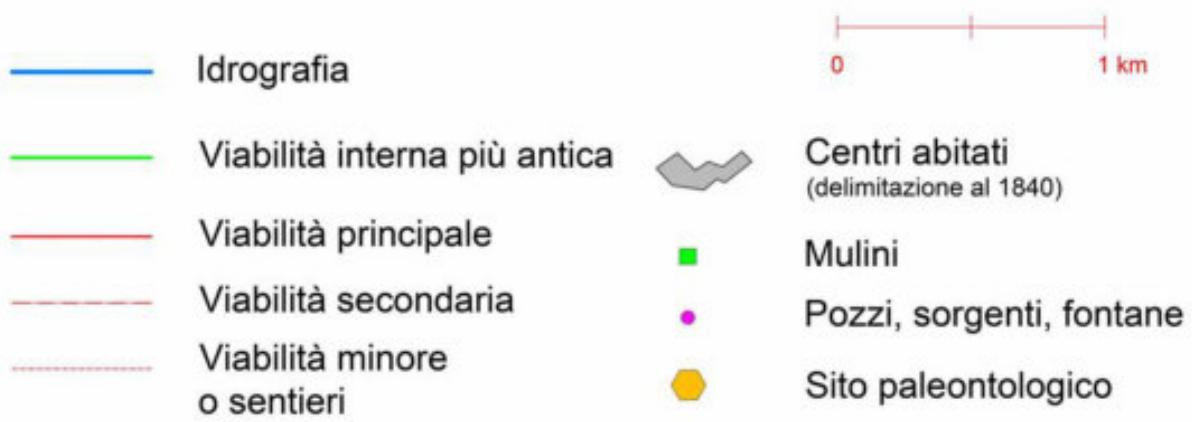 Idrografia
Viabilità interna più antica
Viabilità principale
Viabilità secondaria
Viabilità minore
o sentieri
0 1 km
Centri abitati
(delimitazione al 1840)
Mulini
Pozzi, sorgenti, fontane
Sito paleontologico